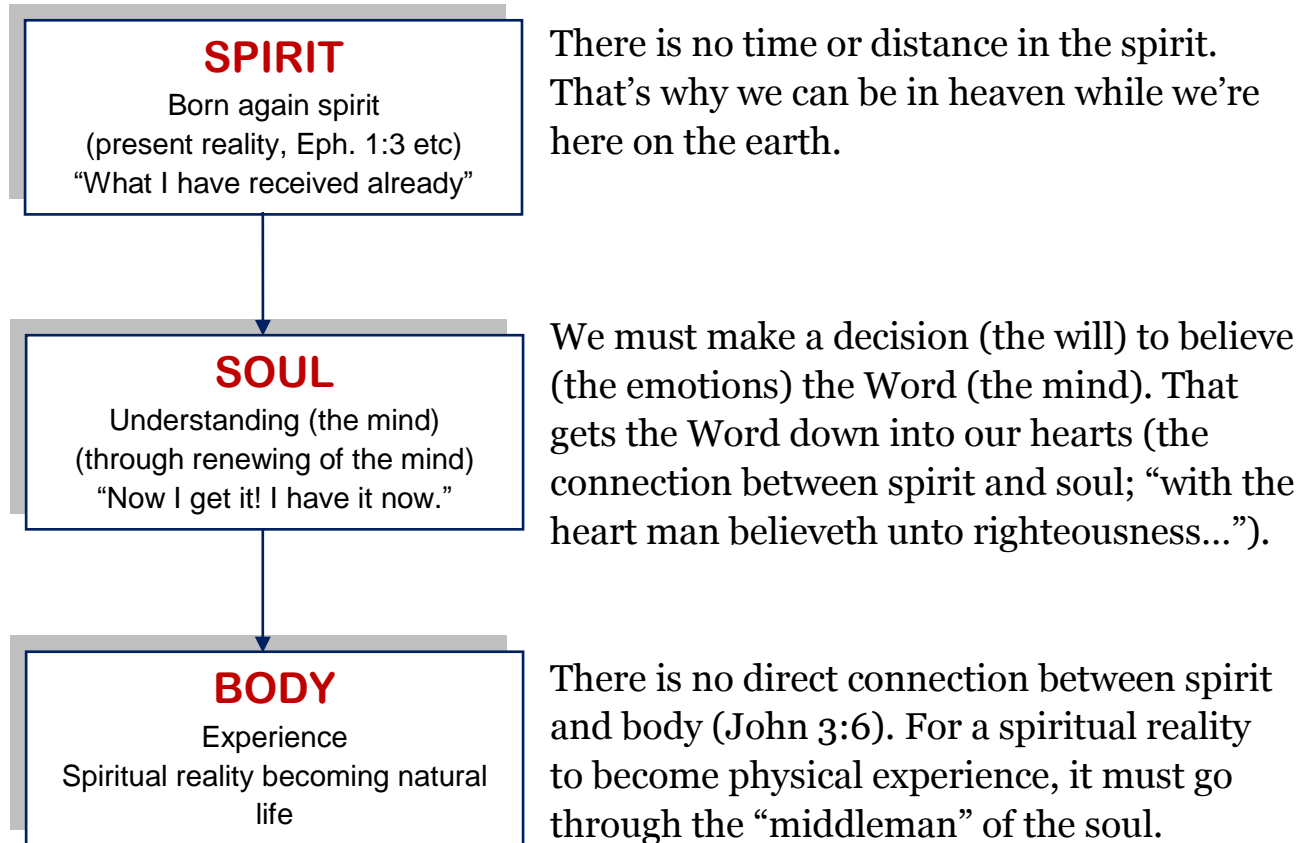 SPIRIT
Born again spirit
(present reality, Eph. 1:3 etc)
“What I have received already”
There is no time or distance in the spirit.
That’s why we can be in heaven while we’re
here on the earth.
SOUL
Understanding (the mind)
(through renewing of the mind)
“Now I get it! I have it now.”
We must make a decision (the will) to believe
(the emotions) the Word (the mind). That
gets the Word down into our hearts (the
connection between spirit and soul; “with the
heart man believeth unto righteousness…”).
BODY
Experience
Spiritual reality becoming natural
life
There is no direct connection between spirit
and body (John 3:6). For a spiritual reality
to become physical experience, it must go
through the “middleman” of the soul.